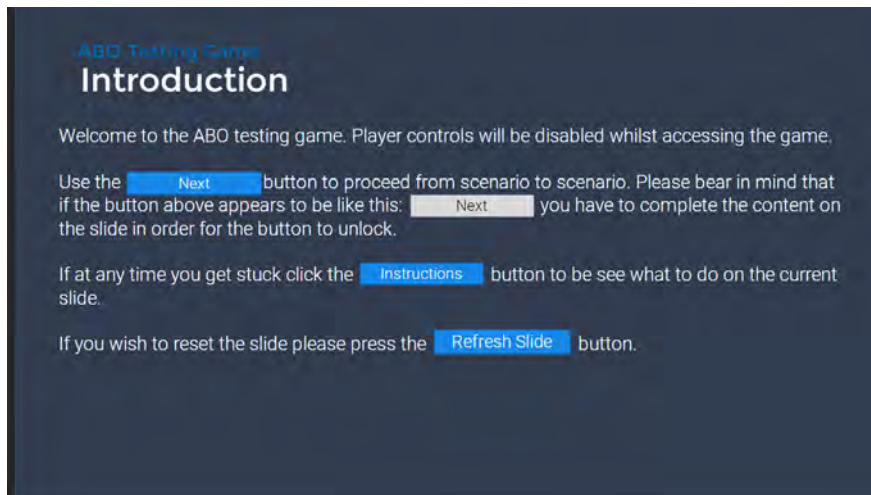 ABO Testing Game
Introduction
Welcome to the ABO testing game. Player controls will be disabled whilst accessing the game.
Use the Next button to proceed from scenario to scenario. Please bear in mind that
if the button above appears to be like this: Next you have to complete the content on
the slide in order for the button to unlock.
If at any time you get stuck click the Instructions button to be see what to do on the current
slide.
If you wish to reset the slide please press the Refresh Slide button.